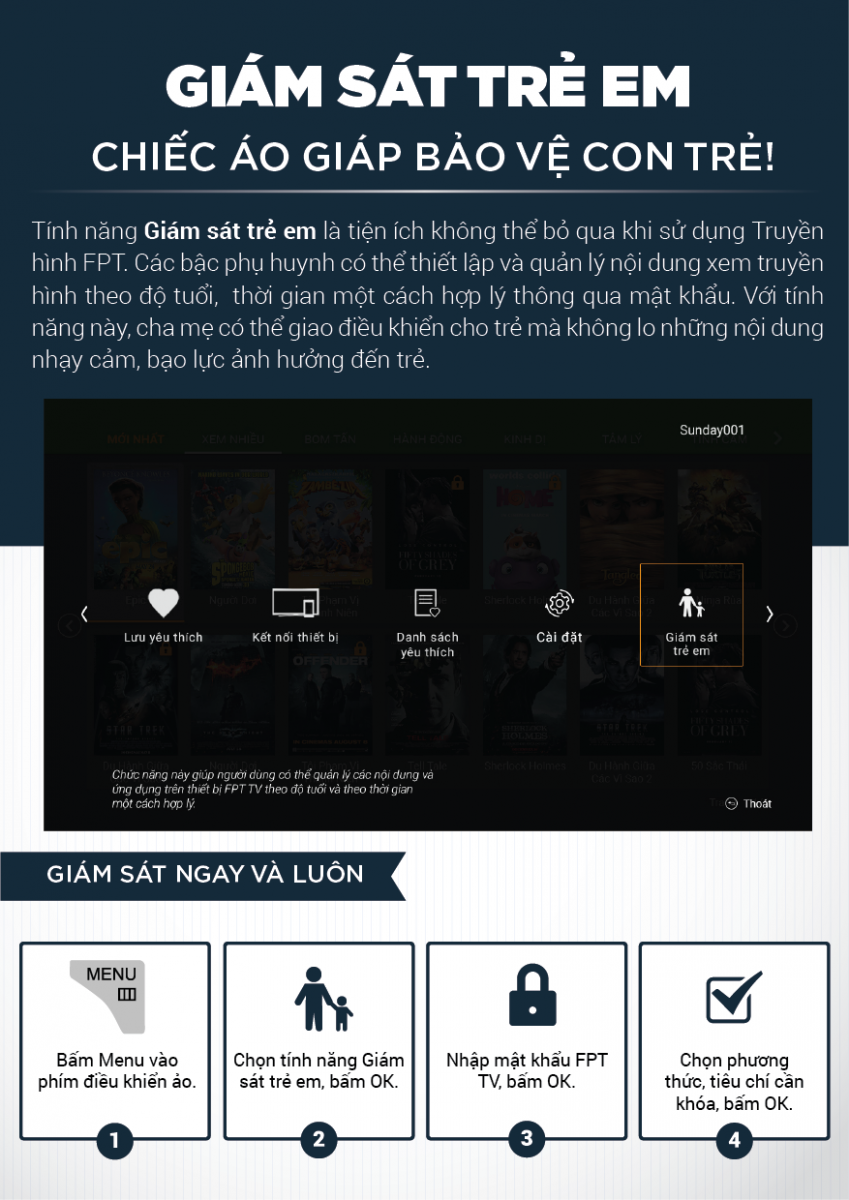 GIÁM SÁT TRẺ EM
CHIẾC ÁO GIÁP BẢO VỆ CON TRẺ!
Tính năng Giám sát trẻ em là tiện ích không thể bỏ qua khi sử dụng Truyền
hình FPT. Các bậc phụ huynh có thể thiết lập và quản lý nội dung xem truyền
hình theo độ tuổi, thời gian một cách hợp lý thông qua mật khẩu. Với tính
năng này, cha mẹ có thể giao điều khiển cho trẻ mà không lo những nội dung
nhạy cảm, bạo lực ảnh hưởng đến trẻ.
Sunday001
MỚI NHẤT XEM NHIỀU BOM TẤN HÀNH ĐỘNG KINH DỊ TÂM LÝ
HOME
OF GREY
Lưu yêu thích
Kết nối thiết bị
Danh sách
yêu thích
Cài đặt
Giám sát
trẻ em
OFFENDER
STAR TREK
OF GREY
Sherlock Holmes
Chức năng này giúp người dùng có thể quản lý các nội dung và
ứng dụng trên thiết bị FPT TV theo độ tuổi và theo thời gian
một cách hợp lý.
Thoát
GIÁM SÁT NGAY VÀ LUÔN
MENU
Bấm Menu vào
phím điều khiển ảo.
1
Chọn tính năng Giám
sát trẻ em, bấm OK.
2
Nhập mật khẩu FPT
TV, bấm OK.
3
Chọn phương
thức, tiêu chí cần
khóa, bấm OK.
4